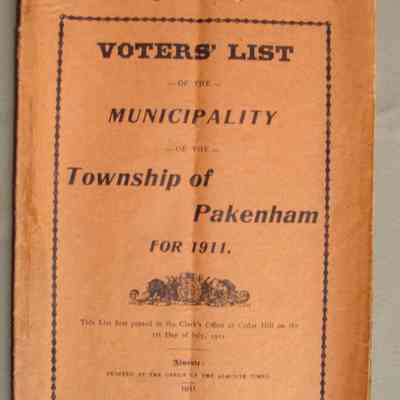 VOTERS' LIST
—OF THE—
MUNICIPALITY
—OF THE—
Township of
Pakenham
FOR 1911.
This List first posted in the Clerk's Office at Cedar Hill on the
1st Day of July, 1911
Almonte:
PRINTED AT THE OFFICE OF THE ALMONTE TIMES.
1911